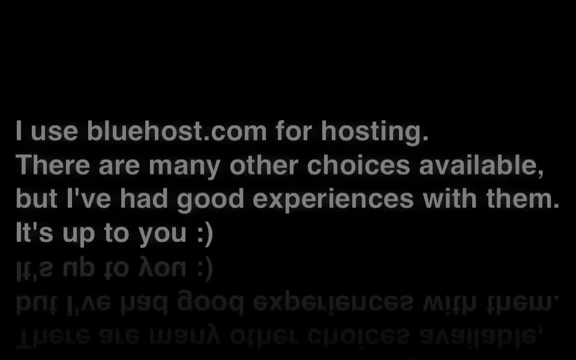 I use bluehost.com for hosting.
There are many other choices available,
but I've had good experiences with them.
It's up to you :)